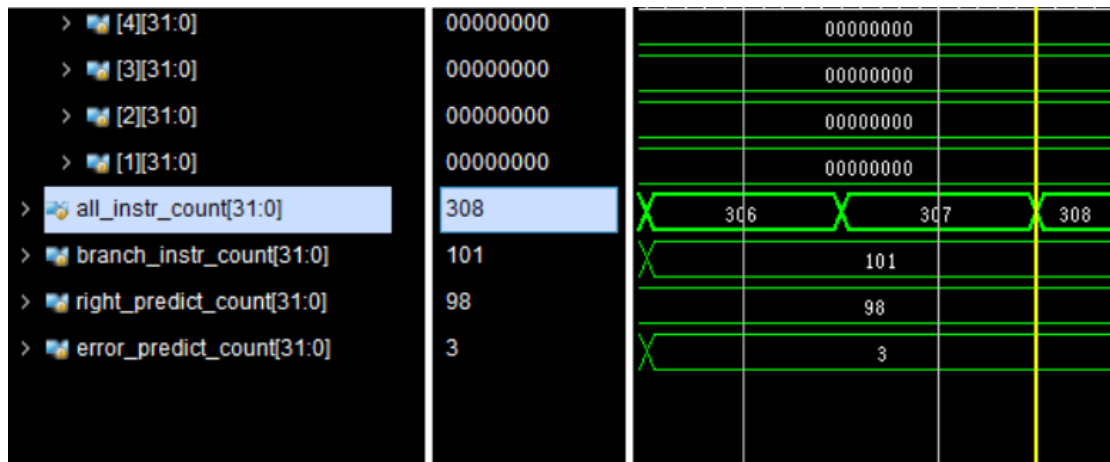 > [4][31:0] 00000000 00000000
> [3][31:0] 00000000 00000000
> [2][31:0] 00000000 00000000
> [1][31:0] 00000000 00000000
> all_instr_count[31:0] 308 306 307 308
> branch_instr_count[31:0] 101 101
> right_predict_count[31:0] 98 98
> error_predict_count[31:0] 3 3